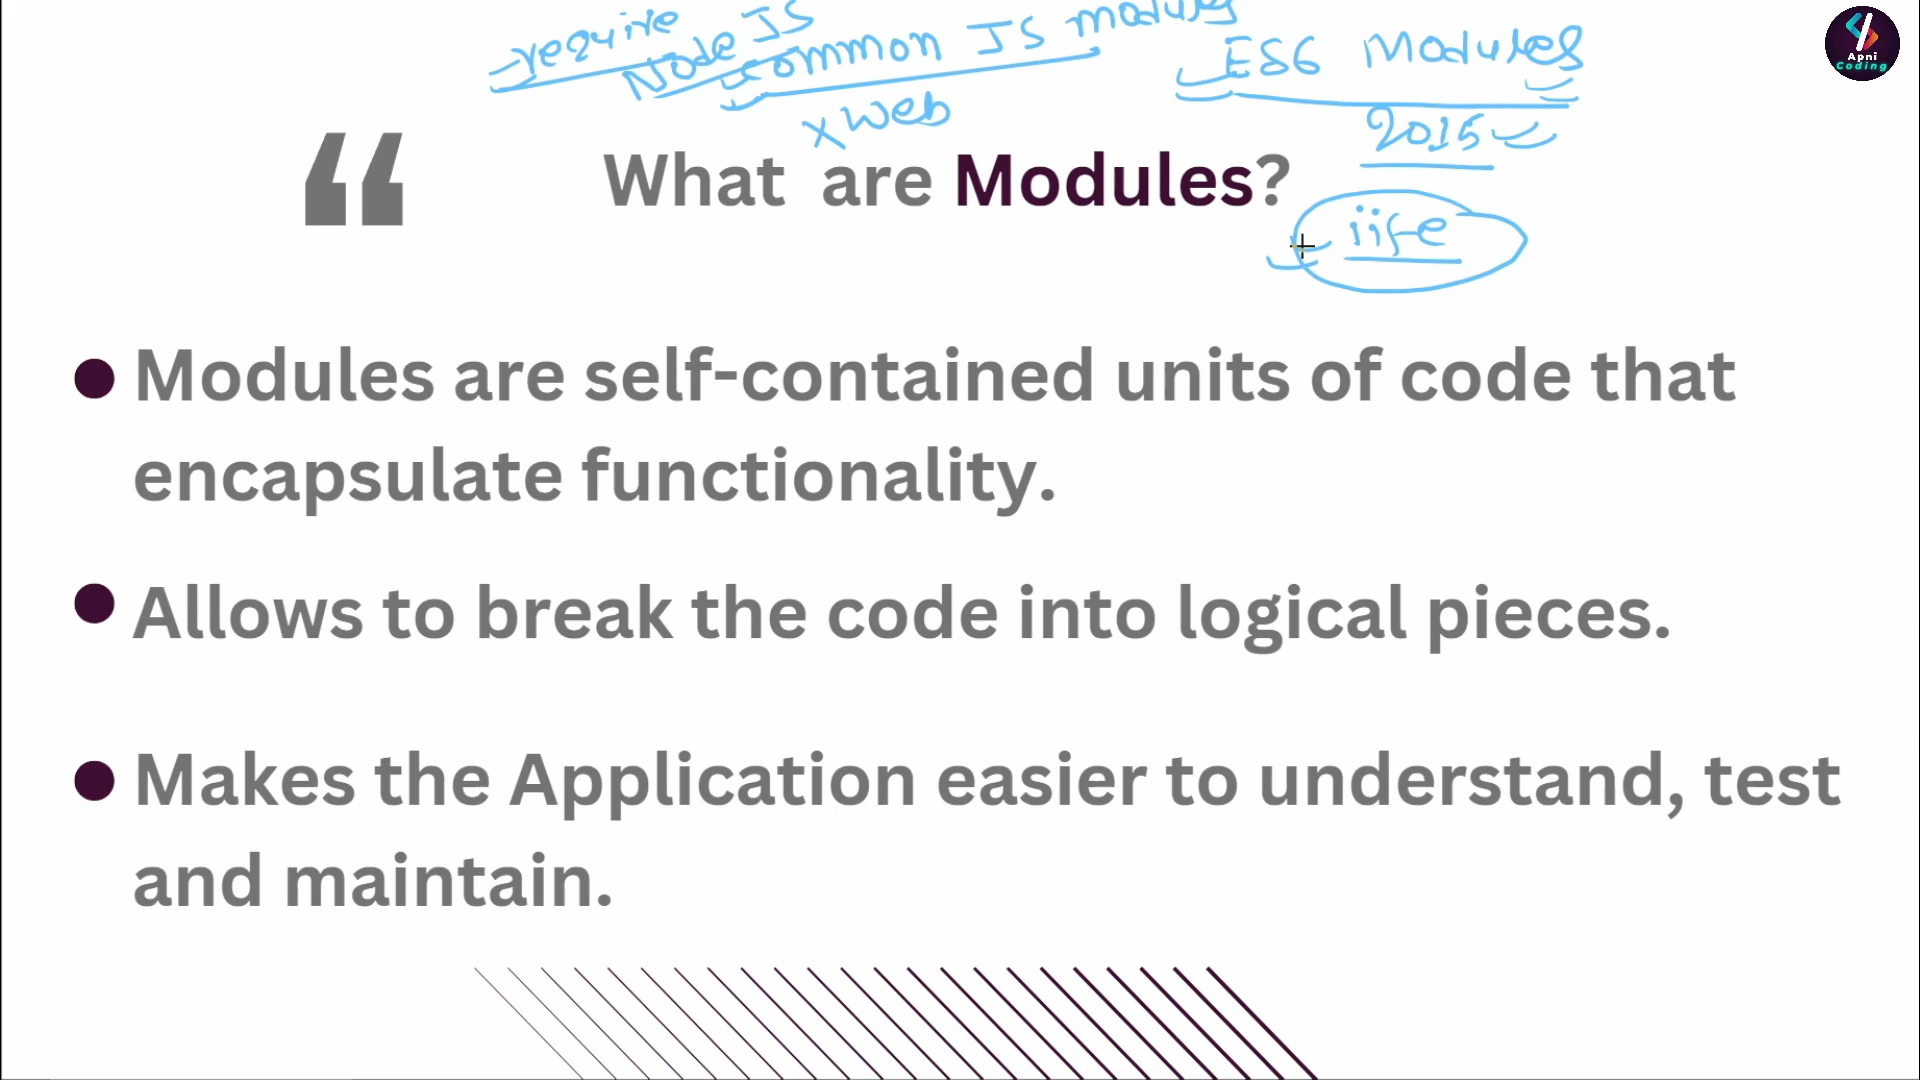 require
Node JS
common JS modules
ES6 Modules
Apni
Coding
x web
2015
“
What are Modules?
iife
Modules are self-contained units of code that
encapsulate functionality.
Allows to break the code into logical pieces.
Makes the Application easier to understand, test
and maintain.